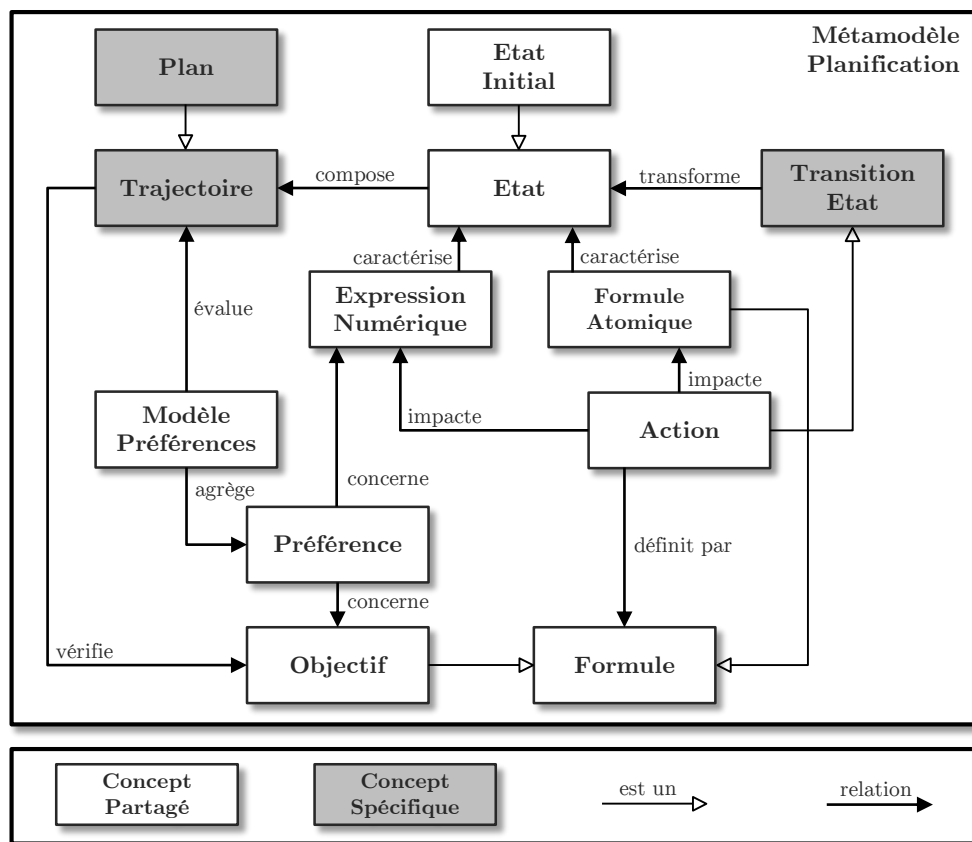 Métamodèle
Planification
Plan
Etat
Initial
Trajectoire
compose
Etat
transforme
Transition
Etat
caractérise
caractérise
Expression
Numérique
Formule
Atomique
évalue
impacte
Modèle
Préférences
impacte
Action
agrège
concerne
Préférence
définit par
concerne
vérifie
Objectif
Formule
Concept
Partagé
Concept
Spécifique
est un
relation